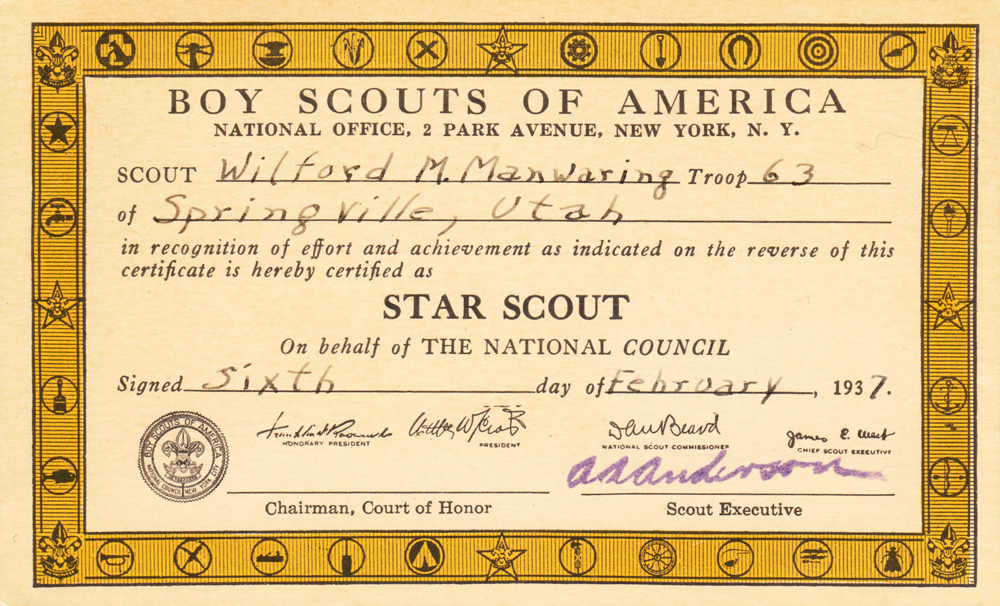 BOY SCOUTS OF AMERICA
NATIONAL OFFICE, 2 PARK AVENUE, NEW YORK, N. Y.
SCOUT Wilford M. Manwaring Troop 63
of Springville, Utah
in recognition of effort and achievement as indicated on the reverse of this
certificate is hereby certified as
STAR SCOUT
On behalf of THE NATIONAL COUNCIL
Signed Sixth day of February, 1937.
BOY SCOUTS OF AMERICA
NATIONAL COUNCIL NEW YORK CITY
Franklin D Roosevelt
HONORARY PRESIDENT
Walter W Head
PRESIDENT
Dan Beard
NATIONAL SCOUT COMMISSIONER
James E. West
CHIEF SCOUT EXECUTIVE
A A Anderson
Chairman, Court of Honor
Scout Executive